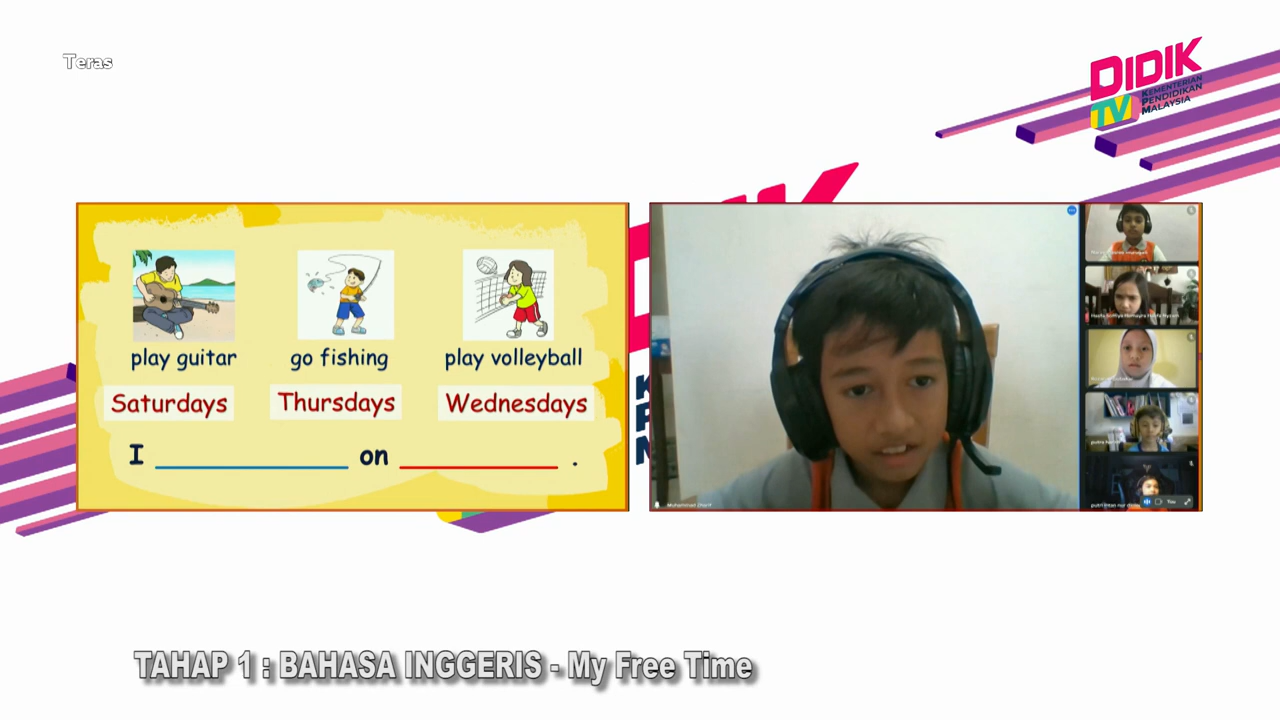 Teras
DIDIK
TV
KEMENTERIAN
PENDIDIKAN
MALAYSIA
play guitar
go fishing
play volleyball
Saturdays
Thursdays
Wednesdays
I ____________ on __________ .
TAHAP 1 : BAHASA INGGERIS - My Free Time